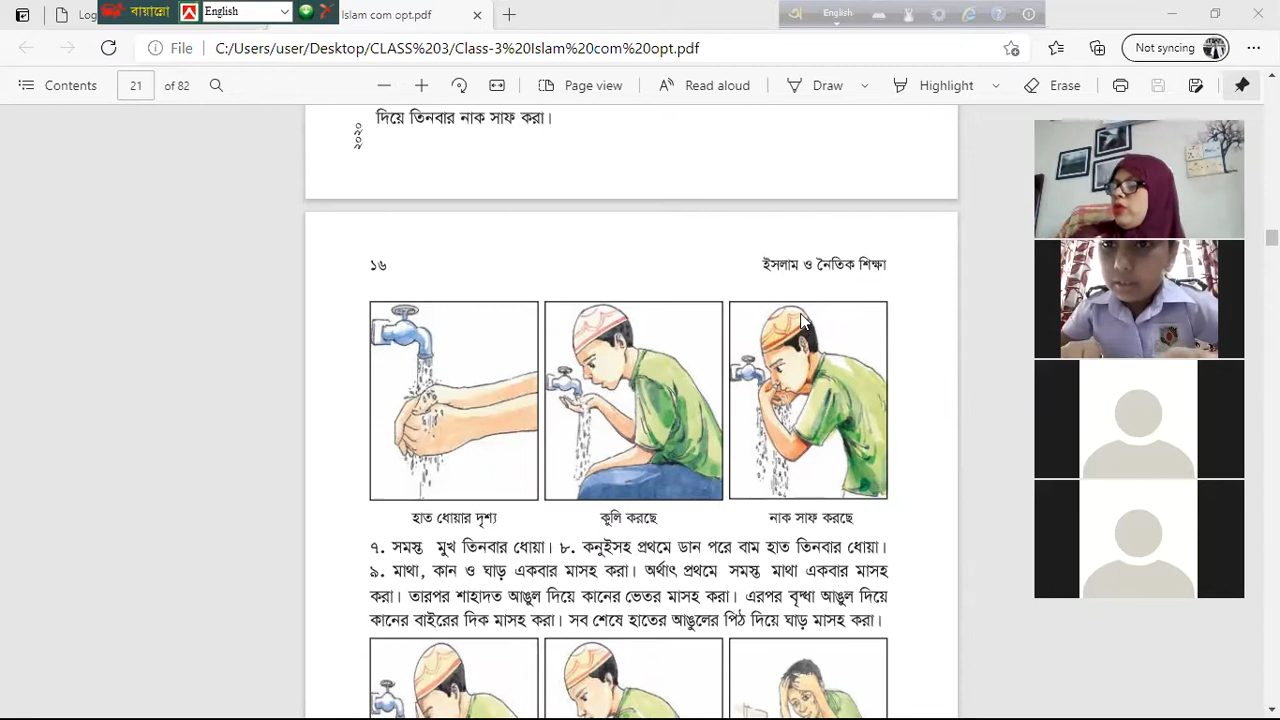 বায়ান্নো English
Log
Islam com opt.pdf
English
File C:/Users/user/Desktop/CLASS%203/Class-3%20Islam%20com%20opt.pdf Not syncing
Contents 21 of 82 Page view Read aloud Draw Highlight Erase
২০২০
দিয়ে তিনবার নাক সাফ করা।
১৬ ইসলাম ও নৈতিক শিক্ষা
হাত ধোয়ার দৃশ্য কুলি করছে নাক সাফ করছে
৭. সমস্ত মুখ তিনবার ধোয়া। ৮. কনুইসহ প্রথমে ডান পরে বাম হাত তিনবার ধোয়া।
৯. মাথা, কান ও ঘাড় একবার মাসহ করা। অর্থাৎ প্রথমে সমস্ত মাথা একবার মাসহ
করা। তারপর শাহাদত আঙুল দিয়ে কানের ভেতর মাসহ করা। এরপর বৃদ্ধা আঙুল দিয়ে
কানের বাইরের দিক মাসহ করা। সব শেষে হাতের আঙুলের পিঠ দিয়ে ঘাড় মাসহ করা।